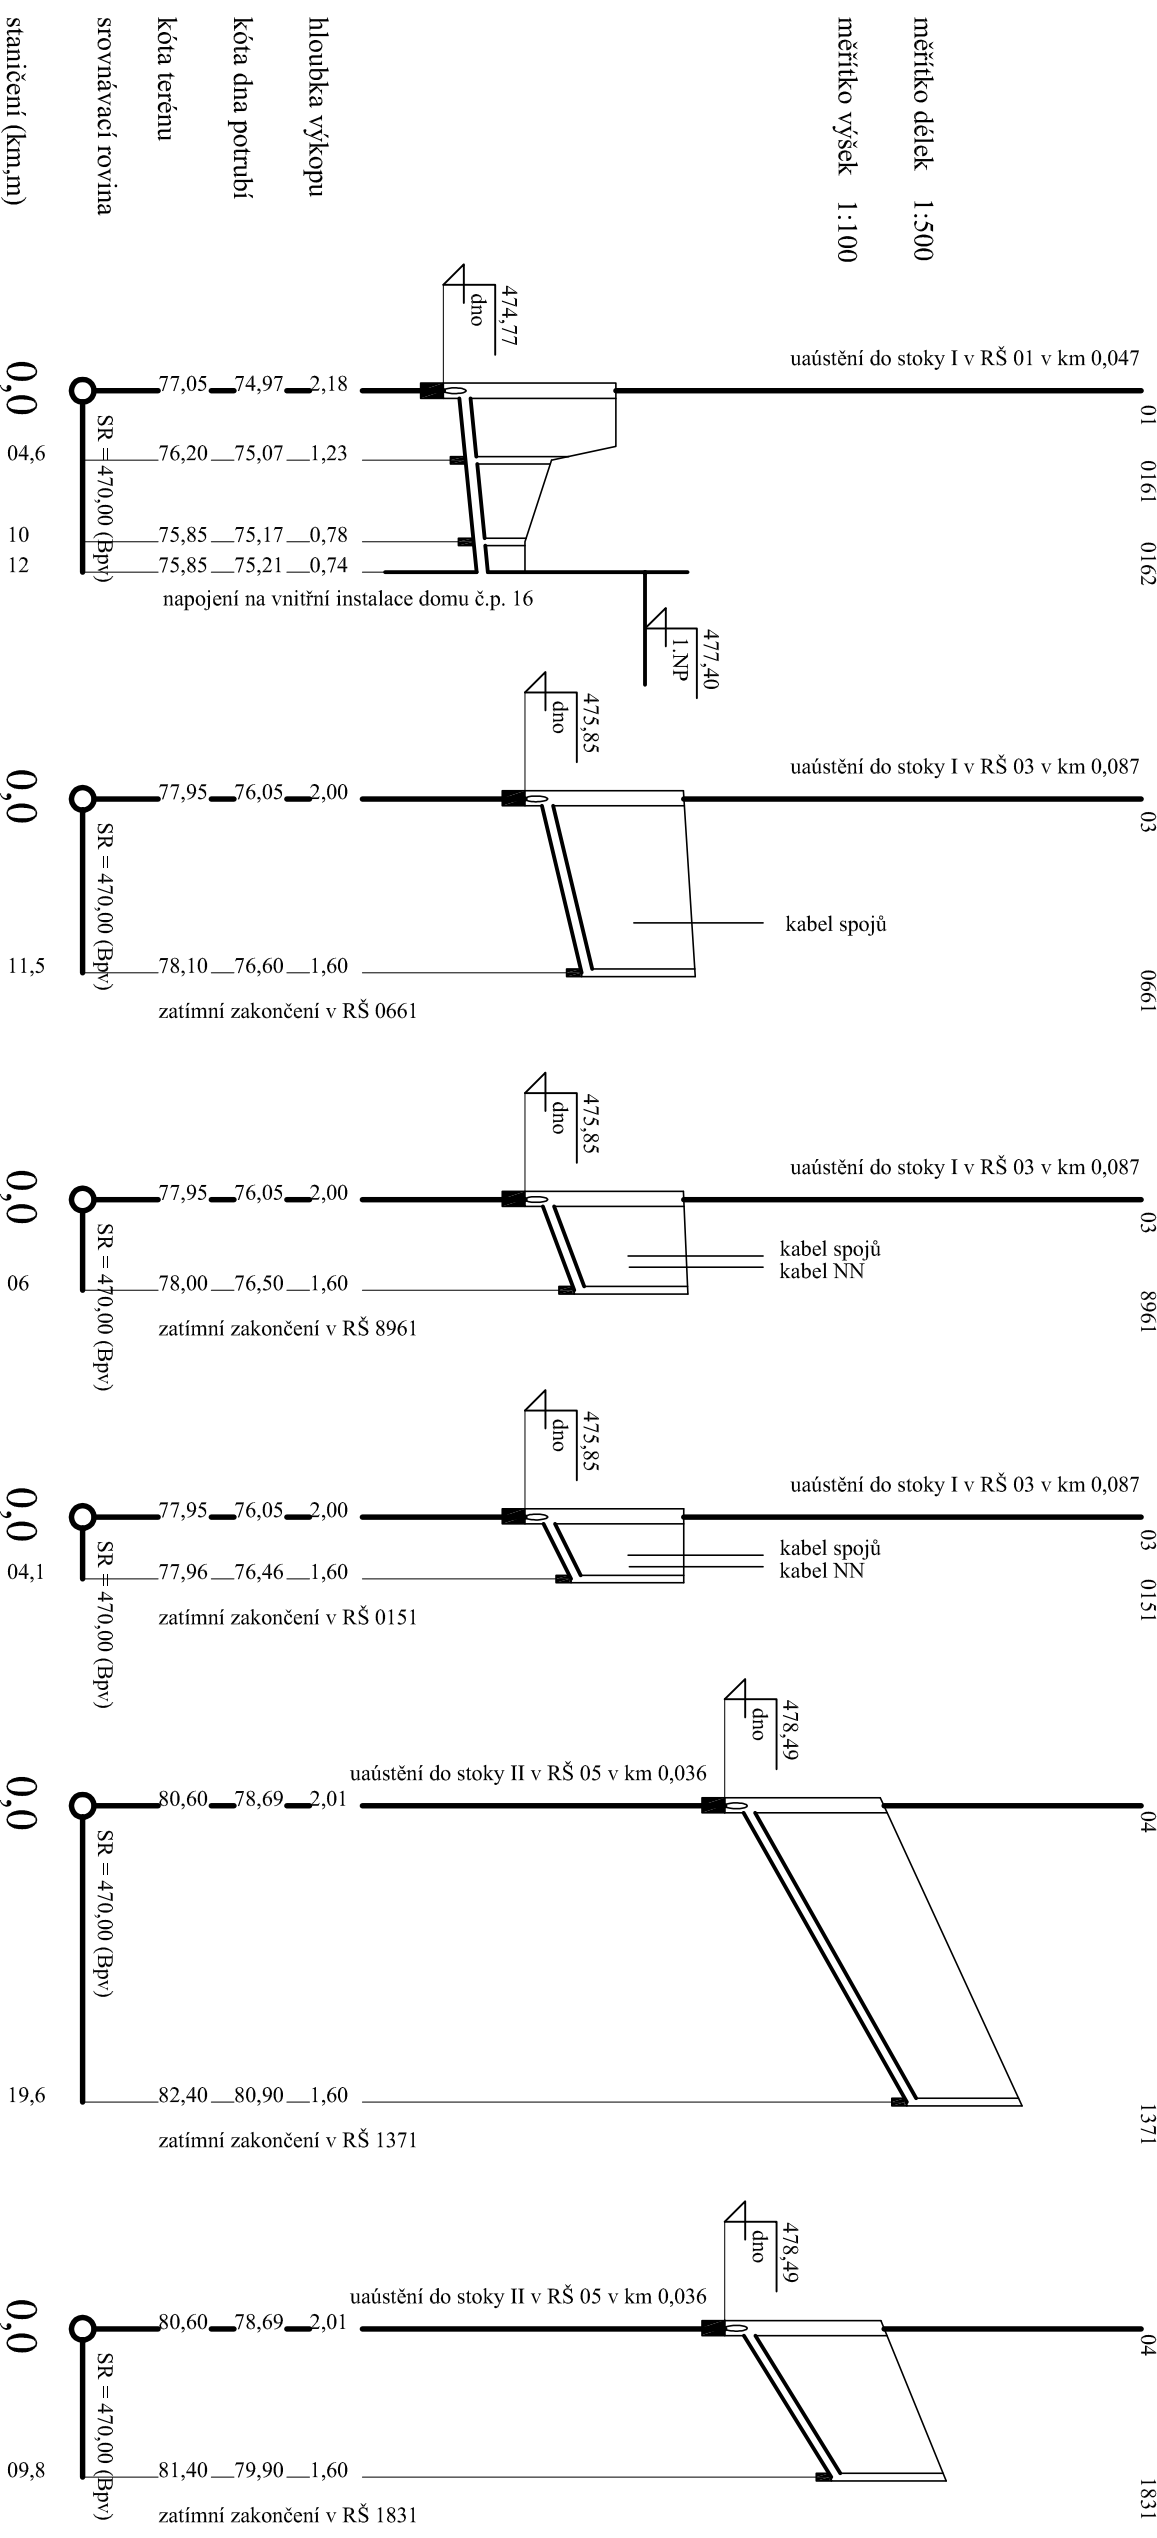 měřítko délek 1:500
měřítko výšek 1:100
hloubka výkopu
kóta dna potrubí
kóta terénu
srovnávací rovina
staničení (km,m)
uaústění do stoky I v RŠ 01 v km 0,047
01
0161
0162
474,77
dno
77,05 74,97 2,18
76,20 75,07 1,23
75,85 75,17 0,78
75,85 75,21 0,74
SR = 470,00 (Bpv)
0,0
04,6
10
12
napojení na vnitřní instalace domu č.p. 16
477,40
1.NP
uaústění do stoky I v RŠ 03 v km 0,087
03
0661
475,85
dno
77,95 76,05 2,00
kabel spojů
78,10 76,60 1,60
SR = 470,00 (Bpv)
0,0
11,5
zatímní zakončení v RŠ 0661
uaústění do stoky I v RŠ 03 v km 0,087
03
8961
475,85
dno
77,95 76,05 2,00
kabel spojů
kabel NN
78,00 76,50 1,60
SR = 470,00 (Bpv)
0,0
06
zatímní zakončení v RŠ 8961
uaústění do stoky I v RŠ 03 v km 0,087
03
0151
475,85
dno
77,95 76,05 2,00
kabel spojů
kabel NN
77,96 76,46 1,60
SR = 470,00 (Bpv)
0,0
04,1
zatímní zakončení v RŠ 0151
478,49
dno
uaústění do stoky II v RŠ 05 v km 0,036
04
1371
80,60 78,69 2,01
82,40 80,90 1,60
SR = 470,00 (Bpv)
0,0
19,6
zatímní zakončení v RŠ 1371
478,49
dno
uaústění do stoky II v RŠ 05 v km 0,036
04
1831
80,60 78,69 2,01
81,40 79,90 1,60
SR = 470,00 (Bpv)
0,0
09,8
zatímní zakončení v RŠ 1831